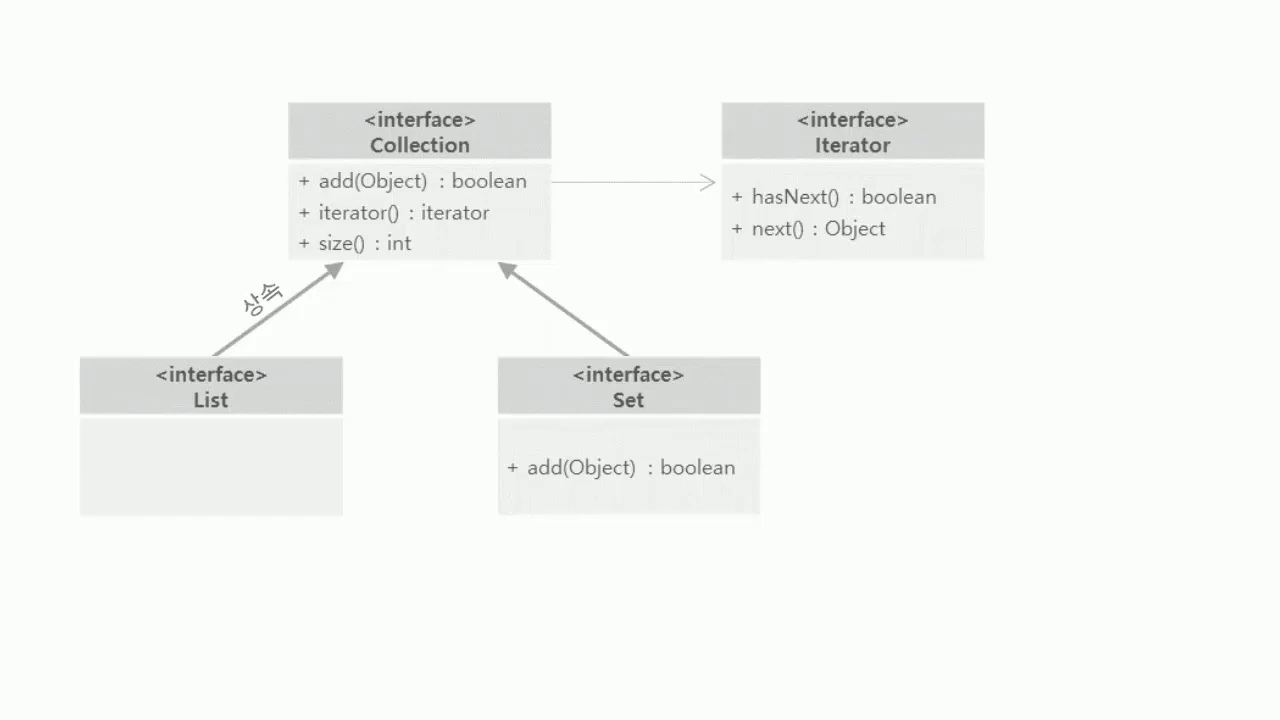 <interface>
Collection
+ add(Object) : boolean
+ iterator() : iterator
+ size() : int
<interface>
Iterator
+ hasNext() : boolean
+ next() : Object
상속
<interface>
List
<interface>
Set
+ add(Object) : boolean